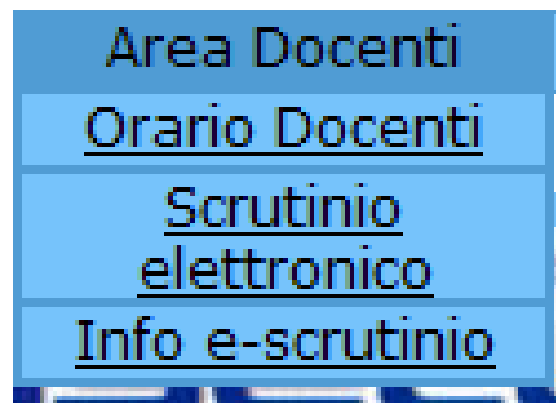 Area Docenti
Orario Docenti
Scrutinio
elettronico
Info e-scrutinio